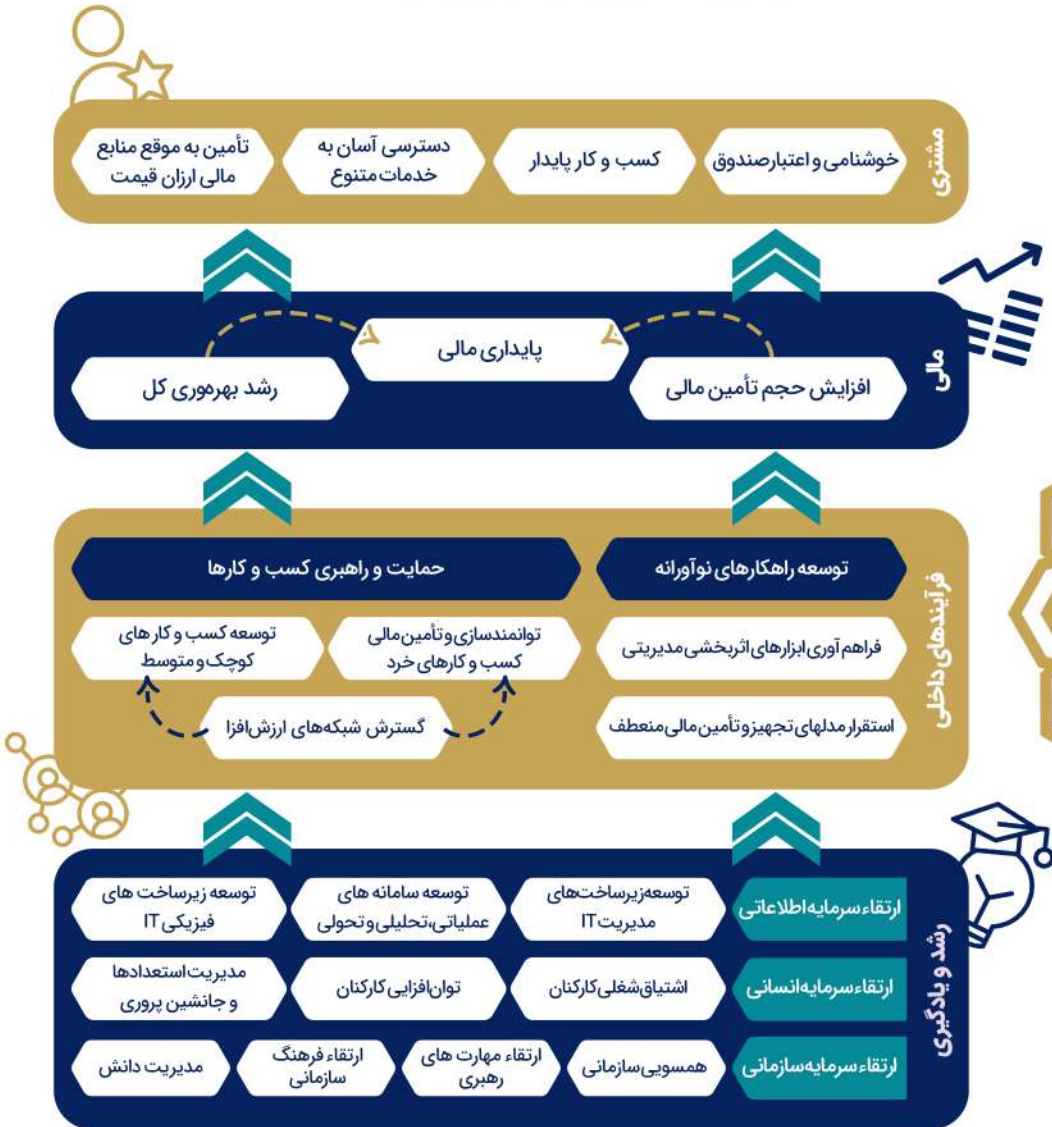 مشتری
خوشنامی و اعتبار صندوق
کسب و کار پایدار
دسترسی آسان به
خدمات متنوع
تأمین به موقع منابع
مالی ارزان قیمت
مالی
افزایش حجم تأمین مالی
پایداری مالی
رشد بهره‌وری کل
فرآیندهای داخلی
توسعه راهکارهای نوآورانه
حمایت و راهبری کسب و کارها
فراهم آوری ابزارهای اثربخشی مدیریتی
توانمندسازی و تأمین مالی
کسب و کارهای خرد
توسعه کسب و کار های
کوچک و متوسط
استقرار مدلهای تجهیز و تأمین مالی منعطف
گسترش شبکه‌های ارزش‌افزا
رشد و یادگیری
ارتقاء سرمایه اطلاعاتی
توسعه زیرساخت‌های
مدیریت IT
توسعه سامانه های
عملیاتی، تحلیلی و تحولی
توسعه زیرساخت های
فیزیکی IT
ارتقاء سرمایه انسانی
اشتیاق شغلی کارکنان
توان‌افزایی کارکنان
مدیریت استعدادها
و جانشین پروری
ارتقاء سرمایه سازمانی
همسویی سازمانی
ارتقاء مهارت های
رهبری
ارتقاء فرهنگ
سازمانی
مدیریت دانش